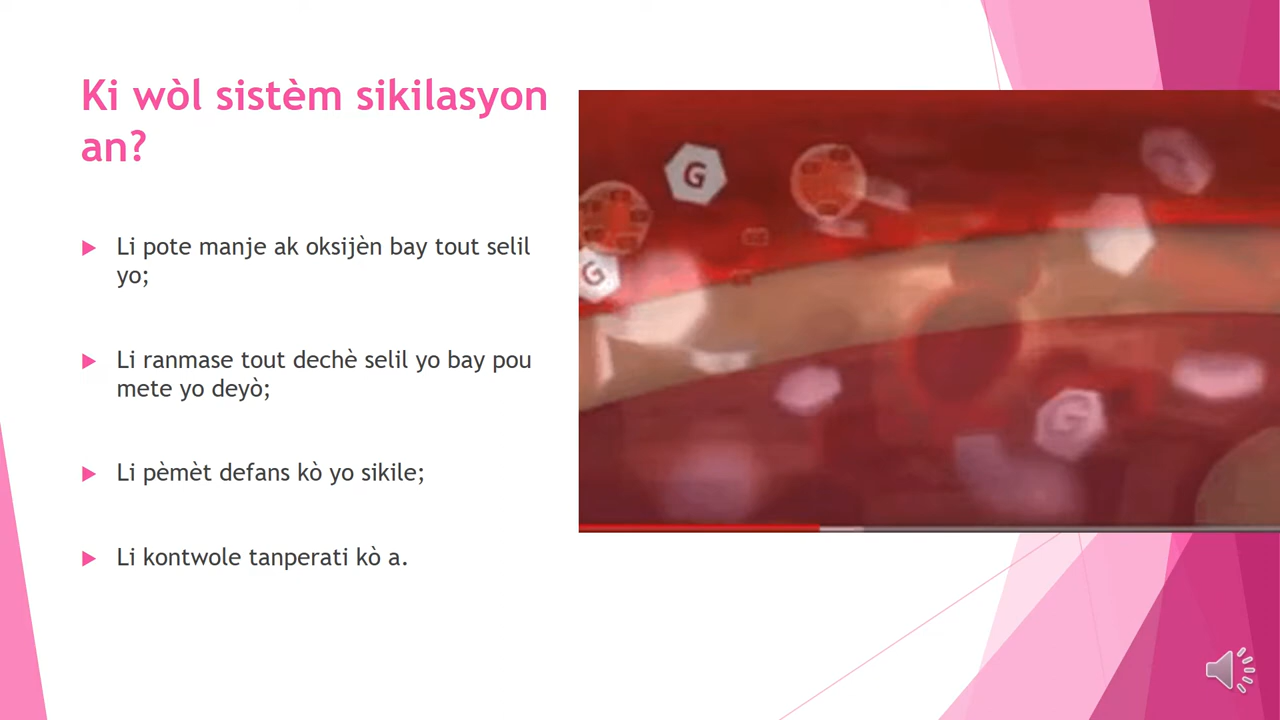 Ki wòl sistèm sikilasyon
an?
Li pote manje ak oksijèn bay tout selil
yo;
Li ranmase tout dechè selil yo bay pou
mete yo deyò;
Li pèmèt defans kò yo sikile;
Li kontwole tanperati kò a.
G
G
G